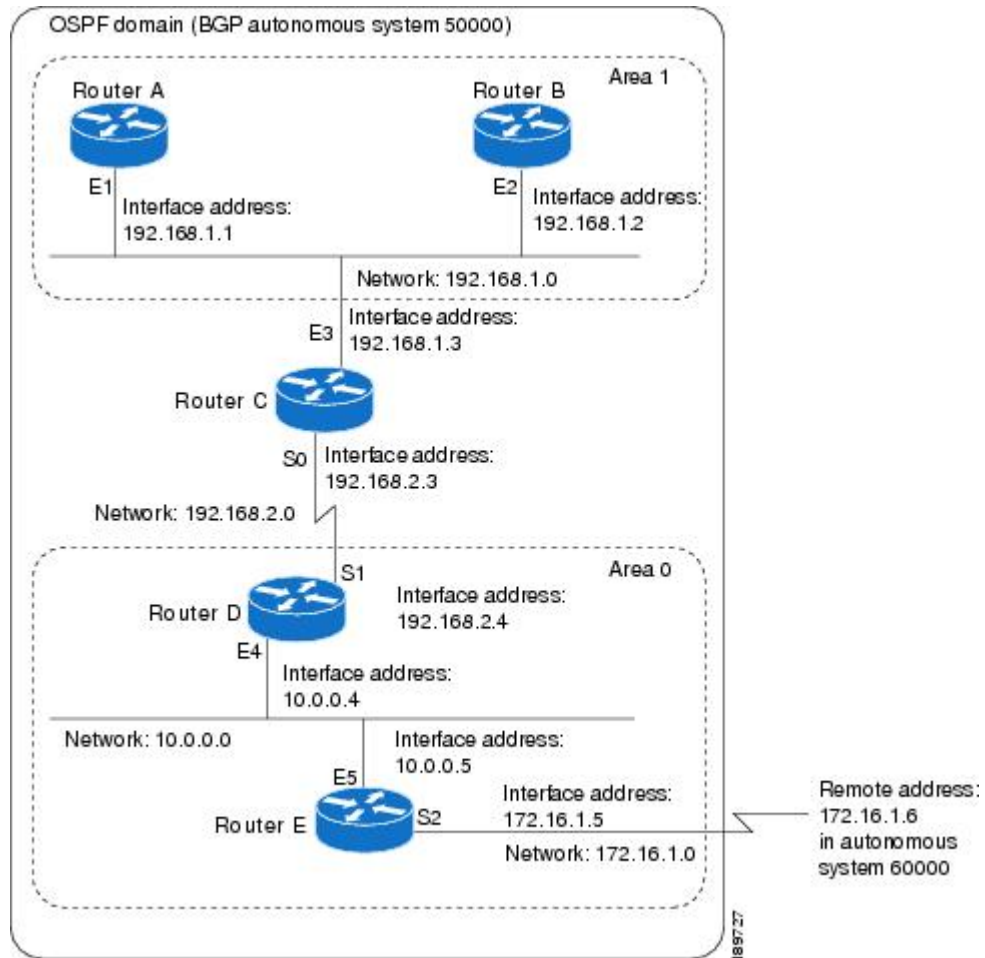 OSPF domain (BGP autonomous system 50000)
Area 1
Router A
Router B
E1
Interface address:
192.168.1.1
E2
Interface address:
192.168.1.2
Network: 192.168.1.0
E3
Interface address:
192.168.1.3
Router C
S0
Interface address:
192.168.2.3
Network: 192.168.2.0
Area 0
S1
Router D
Interface address:
192.168.2.4
E4
Interface address:
10.0.0.4
Network: 10.0.0.0
Interface address:
10.0.0.5
E5
Router E
S2
Interface address:
172.16.1.5
Network: 172.16.1.0
Remote address:
172.16.1.6
in autonomous
system 60000
189727